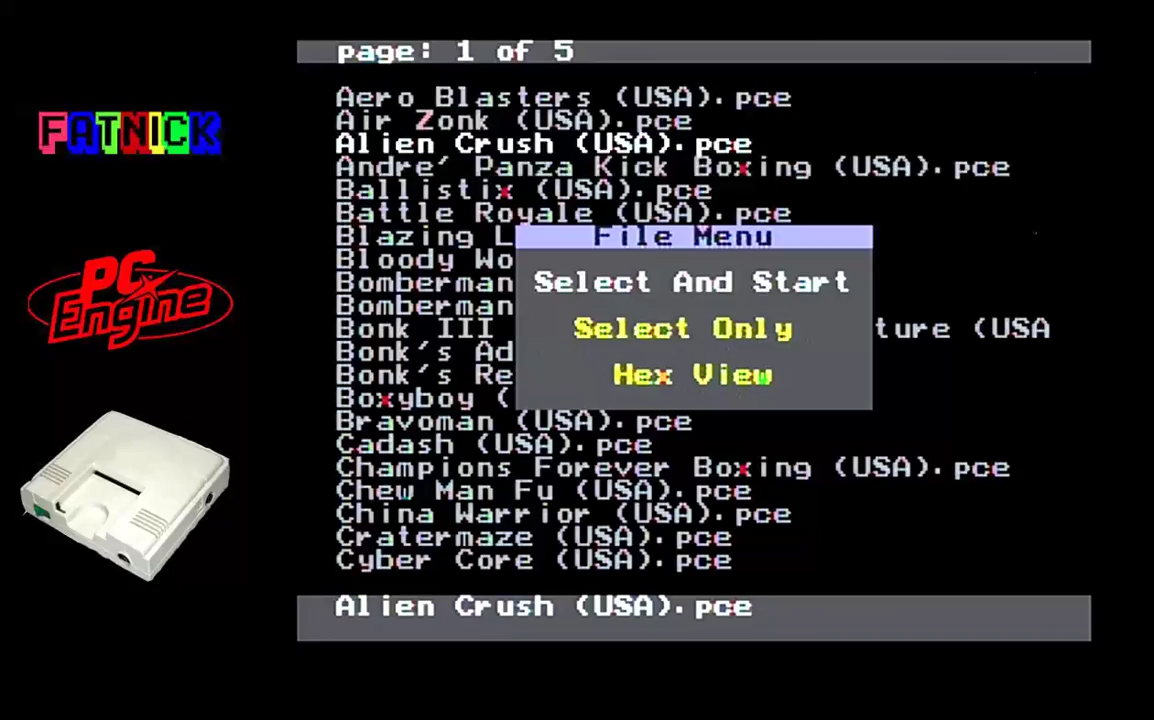 page: 1 of 5
FATNICK
Aero Blasters (USA).pce
Air Zonk (USA).pce
Alien Crush (USA).pce
Andre' Panza Kick Boxing (USA).pce
Ballistix (USA).pce
Battle Royale (USA).pce
Blazing L
File Menu
Bloody Wo
Select And Start
Bomberman
Bomberman
Bonk III
Select Only
ture (USA
Bonk's Ad
Bonk's Re
Hex View
Boxyboy (
Bravoman (USA).pce
Cadash (USA).pce
Champions Forever Boxing (USA).pce
Chew Man Fu (USA).pce
China Warrior (USA).pce
Cratermaze (USA).pce
Cyber Core (USA).pce
PC Engine
Alien Crush (USA).pce